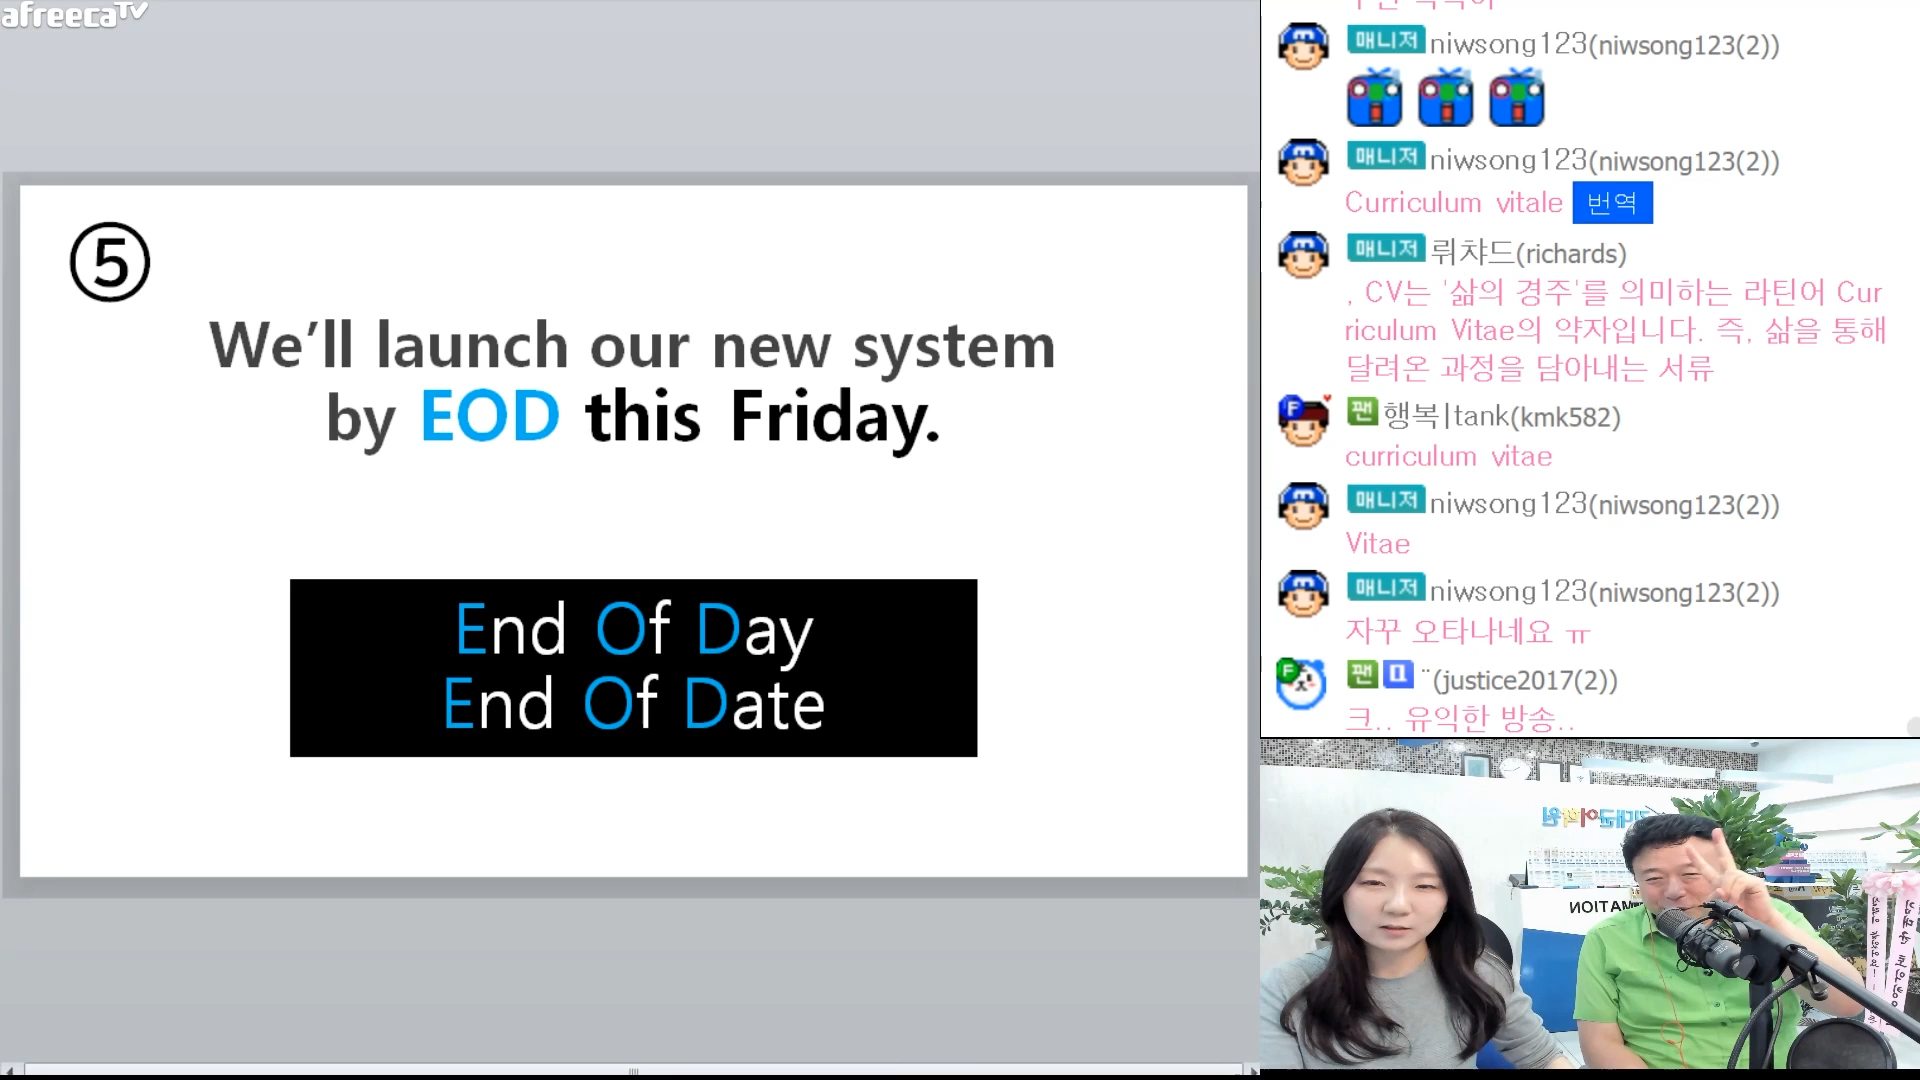 afreecaTV
⑤
We’ll launch our new system
by EOD this Friday.
End Of Day
End Of Date
매니저 niwsong123(niwsong123(2))
매니저 niwsong123(niwsong123(2))
Curriculum vitale 번역
매니저 뤼챠드(richards)
, CV는 '삶의 경주'를 의미하는 라틴어 Cur
riculum Vitae의 약자입니다. 즉, 삶을 통해
달려온 과정을 담아내는 서류
팬 행복|tank(kmk582)
curriculum vitae
매니저 niwsong123(niwsong123(2))
Vitae
매니저 niwsong123(niwsong123(2))
자꾸 오타나네요 ㅠ
팬 ¨(justice2017(2))
크.. 유익한 방송..
MATION